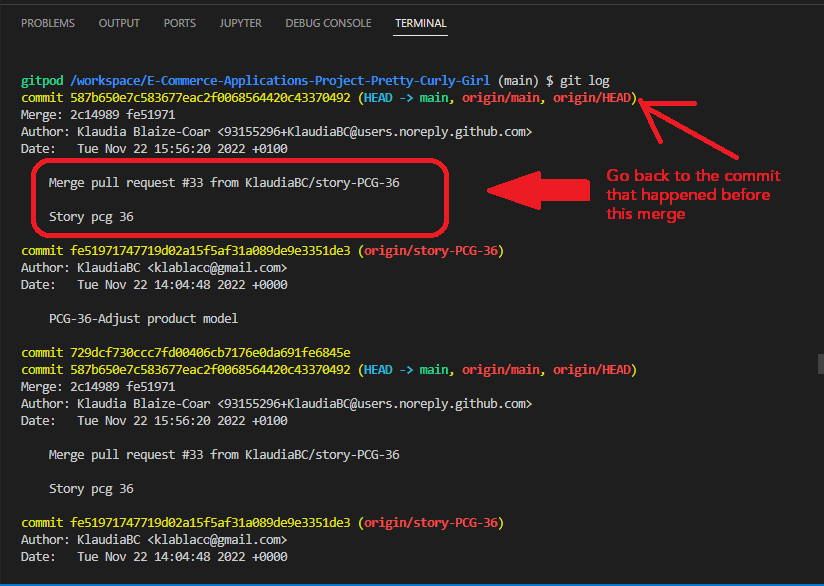 PROBLEMS OUTPUT PORTS JUPYTER DEBUG CONSOLE TERMINAL
gitpod /workspace/E-Commerce-Applications-Project-Pretty-Curly-Girl (main) $ git log
commit 587b650e7c583677eac2f0068564420c43370492 (HEAD -> main, origin/main, origin/HEAD)
Merge: 2c14989 fe51971
Author: Klaudia Blaize-Coar <93155296+KlaudiaBC@users.noreply.github.com>
Date:   Tue Nov 22 15:56:20 2022 +0100
Merge pull request #33 from KlaudiaBC/story-PCG-36
Story pcg 36
Go back to the commit
that happened before
this merge
commit fe51971747719d02a15f5af31a089de9e3351de3 (origin/story-PCG-36)
Author: KlaudiaBC <klablaco@gmail.com>
Date:   Tue Nov 22 14:04:48 2022 +0000
PCG-36-Adjust product model
commit 729dcf730ccc7fd00406cb7176e0da691fe6845e
commit 587b650e7c583677eac2f0068564420c43370492 (HEAD -> main, origin/main, origin/HEAD)
Merge: 2c14989 fe51971
Author: Klaudia Blaize-Coar <93155296+KlaudiaBC@users.noreply.github.com>
Date:   Tue Nov 22 15:56:20 2022 +0100
Merge pull request #33 from KlaudiaBC/story-PCG-36
Story pcg 36
commit fe51971747719d02a15f5af31a089de9e3351de3 (origin/story-PCG-36)
Author: KlaudiaBC <klablaco@gmail.com>
Date:   Tue Nov 22 14:04:48 2022 +0000